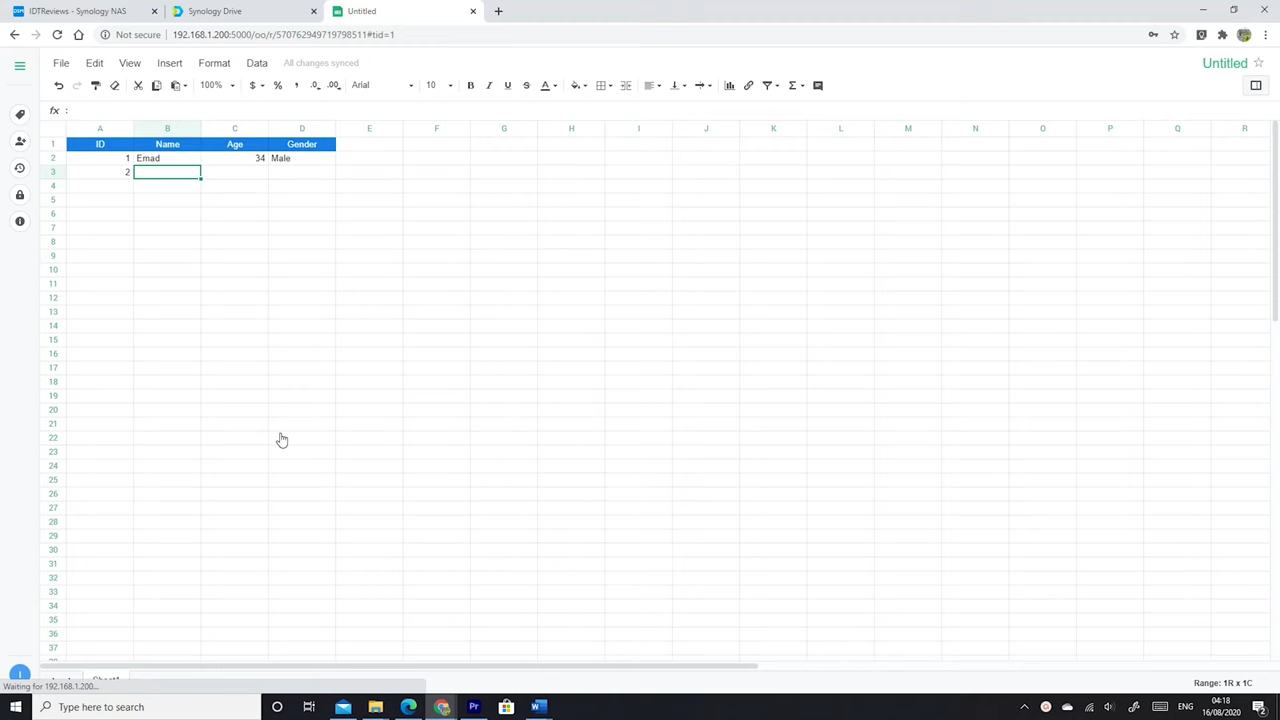 IDTReviews - Synology NAS
Synology Drive
Untitled
Not secure 192.168.1.200:5000/oo/r/570762949719798511#tid=1
File Edit View Insert Format Data All changes synced
Untitled
100% $ % , .0 .00 Arial 10 B I U S A Σ
fx :
A B C D E F G H I J K L M N O P Q R
1 ID Name Age Gender
2 1 Emad 34 Male
3 2
4
5
6
7
8
9
10
11
12
13
14
15
16
17
18
19
20
21
22
23
24
25
26
27
28
29
30
31
32
33
34
35
36
37
Sheet1
Waiting for 192.168.1.200...
Range: 1R x 1C
Type here to search
ENG
04:18
16/08/2020